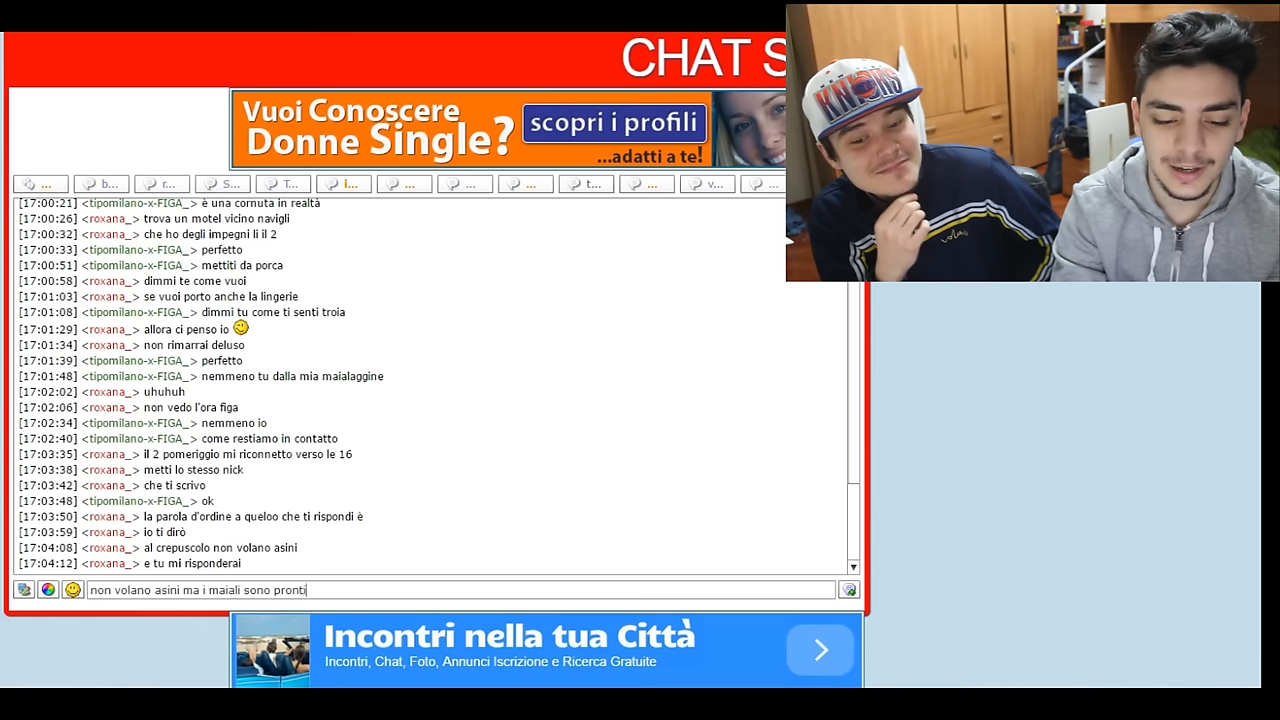 CHAT S
Vuoi Conoscere
Donne Single?
scopri i profili
...adatti a te!
... b... r... S... T... i... ... ... ... t... ... v... ...
[17:00:21] <tipomilano-x-FIGA_> è una cornuta in realtà
[17:00:26] <roxana_> trova un motel vicino navigli
[17:00:32] <roxana_> che ho degli impegni li il 2
[17:00:33] <tipomilano-x-FIGA_> perfetto
[17:00:51] <tipomilano-x-FIGA_> mettiti da porca
[17:00:58] <roxana_> dimmi te come vuoi
[17:01:03] <roxana_> se vuoi porto anche la lingerie
[17:01:08] <tipomilano-x-FIGA_> dimmi tu come ti senti troia
[17:01:29] <roxana_> allora ci penso io
[17:01:34] <roxana_> non rimarrai deluso
[17:01:39] <tipomilano-x-FIGA_> perfetto
[17:01:48] <tipomilano-x-FIGA_> nemmeno tu dalla mia maialaggine
[17:02:02] <roxana_> uhuhuh
[17:02:06] <roxana_> non vedo l'ora figa
[17:02:34] <tipomilano-x-FIGA_> nemmeno io
[17:02:40] <tipomilano-x-FIGA_> come restiamo in contatto
[17:03:35] <roxana_> il 2 pomeriggio mi riconnetto verso le 16
[17:03:38] <roxana_> metti lo stesso nick
[17:03:42] <roxana_> che ti scrivo
[17:03:48] <tipomilano-x-FIGA_> ok
[17:03:50] <roxana_> la parola d'ordine a queloo che ti rispondi è
[17:03:59] <roxana_> io ti dirò
[17:04:08] <roxana_> al crepuscolo non volano asini
[17:04:12] <roxana_> e tu mi risponderai
non volano asini ma i maiali sono pronti
Incontri nella tua Città
Incontri, Chat, Foto, Annunci Iscrizione e Ricerca Gratuite
KNICKS